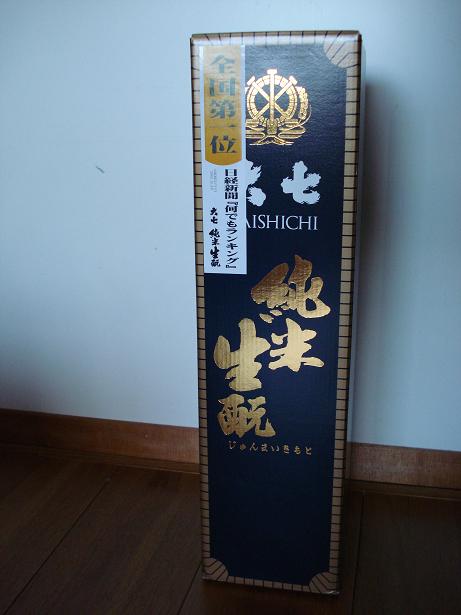 全国第一位
日経新聞『何でもランキング』
大七 純米生酛
大七
AISHICHI
純米
生酛
じゅんまいきもと